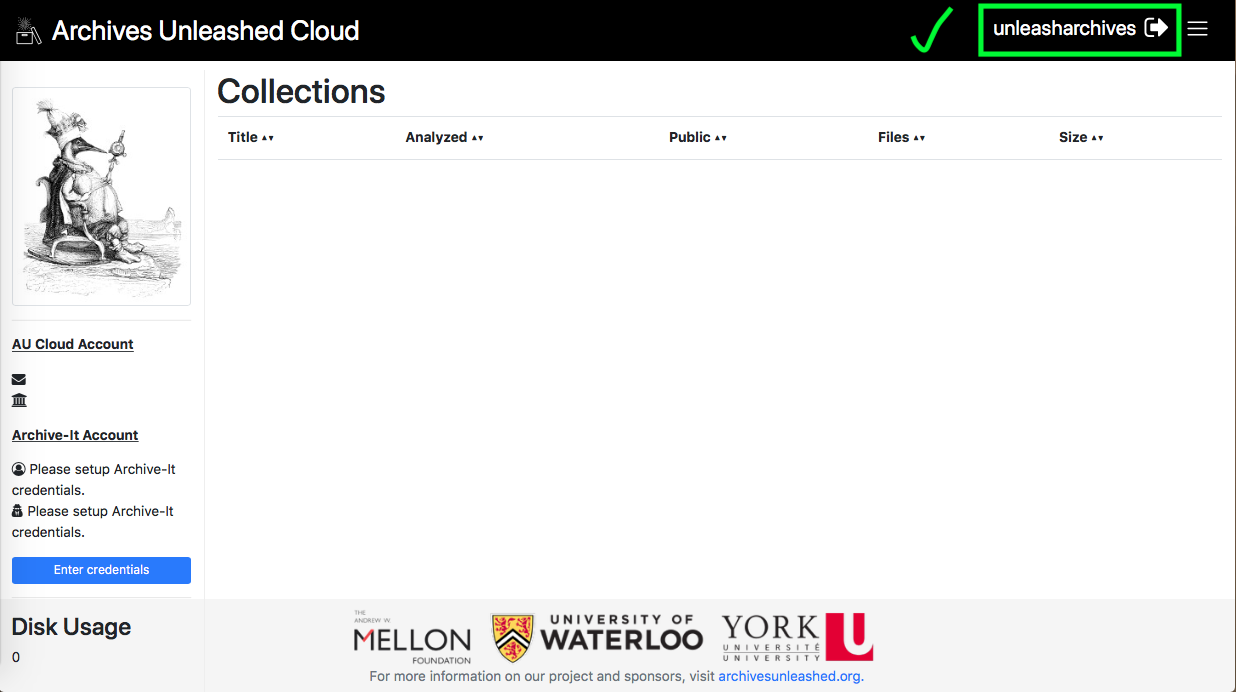 Archives Unleashed Cloud
unleasharchives
Collections
Title Analyzed Public Files Size
AU Cloud Account
Archive-It Account
Please setup Archive-It
credentials.
Please setup Archive-It
credentials.
Enter credentials
Disk Usage
0
THE
ANDREW W.
MELLON
FOUNDATION
UNIVERSITY OF
WATERLOO
YORK U
UNIVERSITÉ
UNIVERSITY
For more information on our project and sponsors, visit archivesunleashed.org.